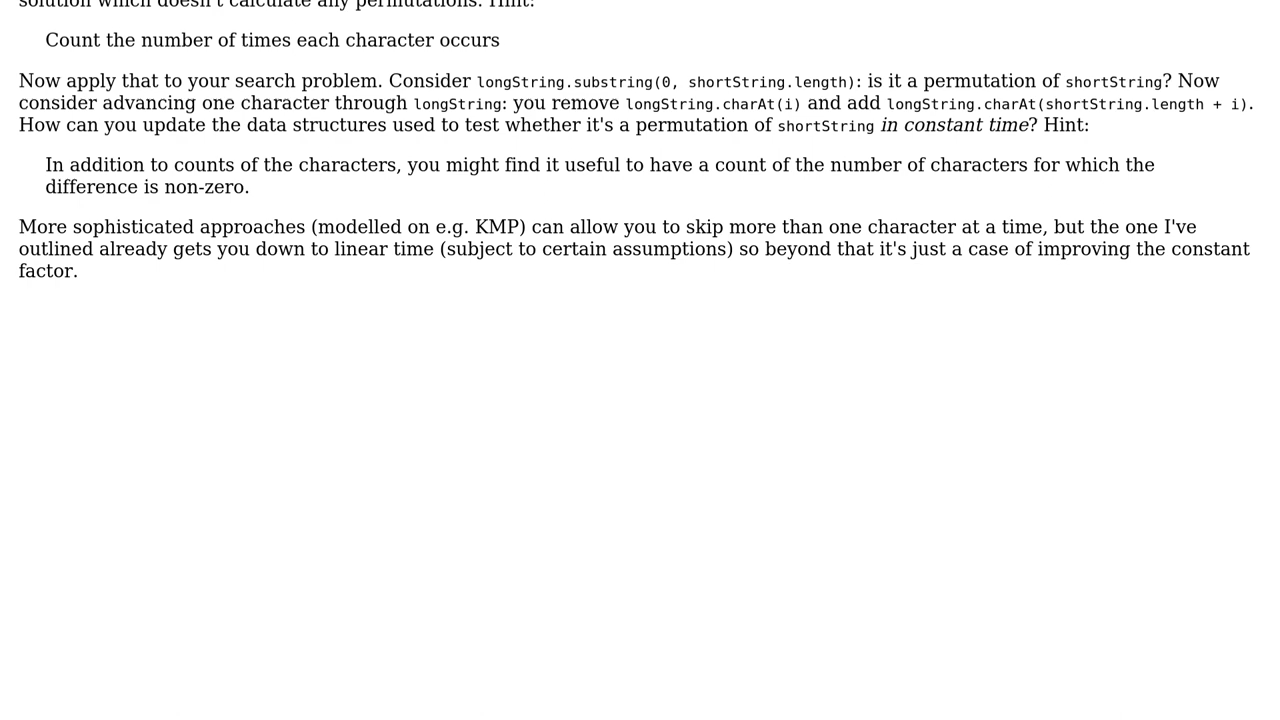 solution which doesn't calculate any permutations. Hint:
Count the number of times each character occurs
Now apply that to your search problem. Consider longString.substring(0, shortString.length): is it a permutation of shortString? Now
consider advancing one character through longString: you remove longString.charAt(i) and add longString.charAt(shortString.length + i).
How can you update the data structures used to test whether it's a permutation of shortString in constant time? Hint:
In addition to counts of the characters, you might find it useful to have a count of the number of characters for which the
difference is non-zero.
More sophisticated approaches (modelled on e.g. KMP) can allow you to skip more than one character at a time, but the one I've
outlined already gets you down to linear time (subject to certain assumptions) so beyond that it's just a case of improving the constant
factor.